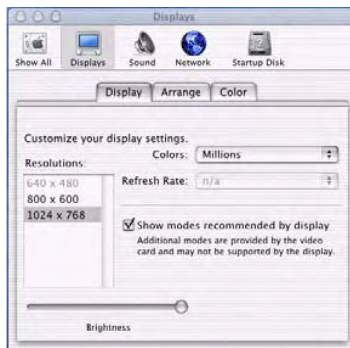 Displays
Show All Displays Sound Network Startup Disk
Display Arrange Color
Customize your display settings.
Resolutions:
Colors: Millions
640 x 480
Refresh Rate: n/a
800 x 600
1024 x 768
Show modes recommended by display
Additional modes are provided by the video
card and may not be supported by the display.
Brightness